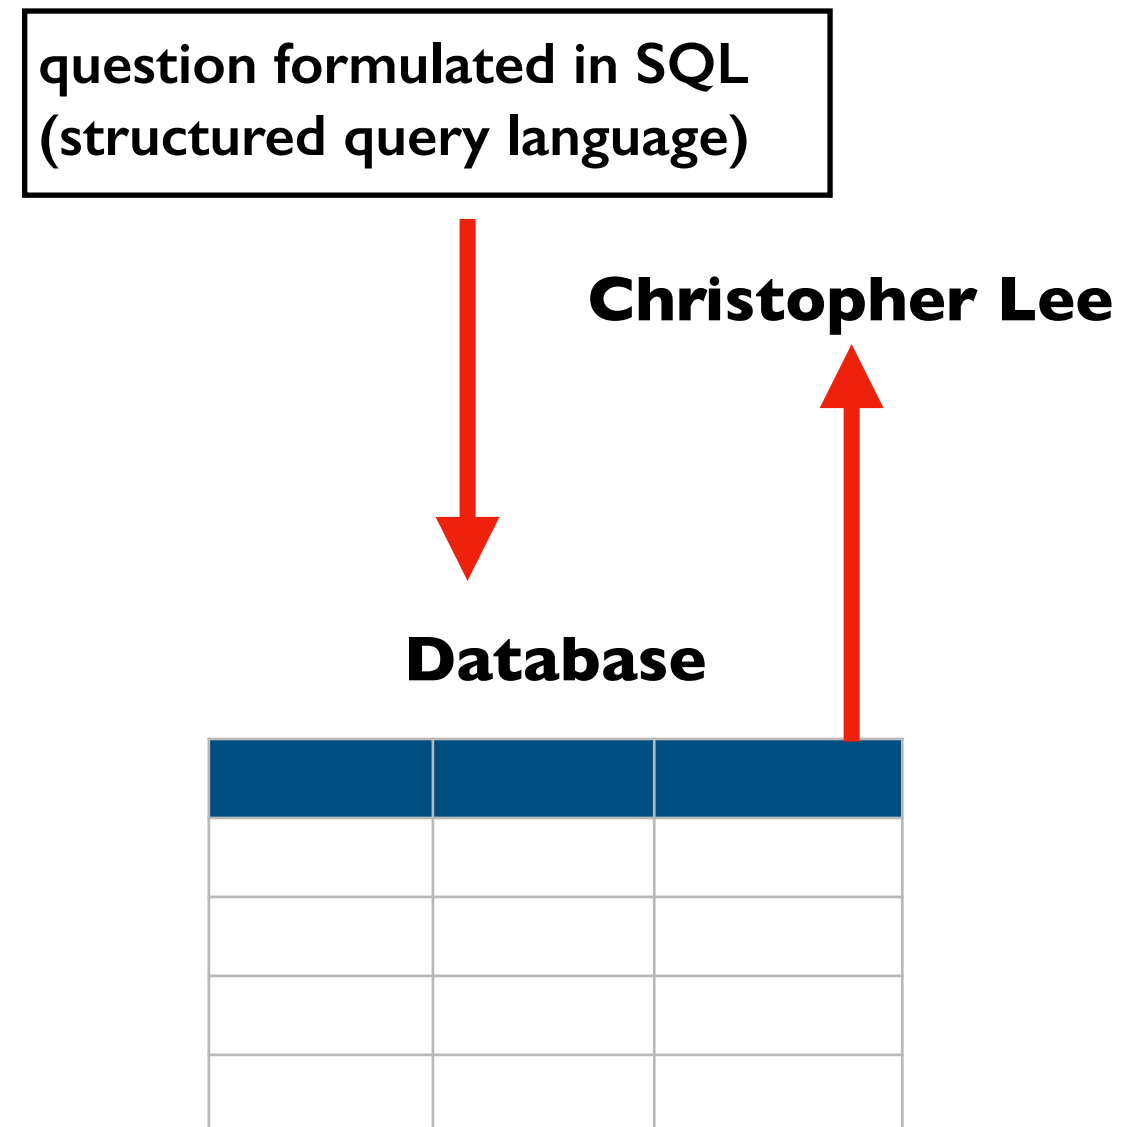 question formulated in SQL
(structured query language)
Christopher Lee
Database